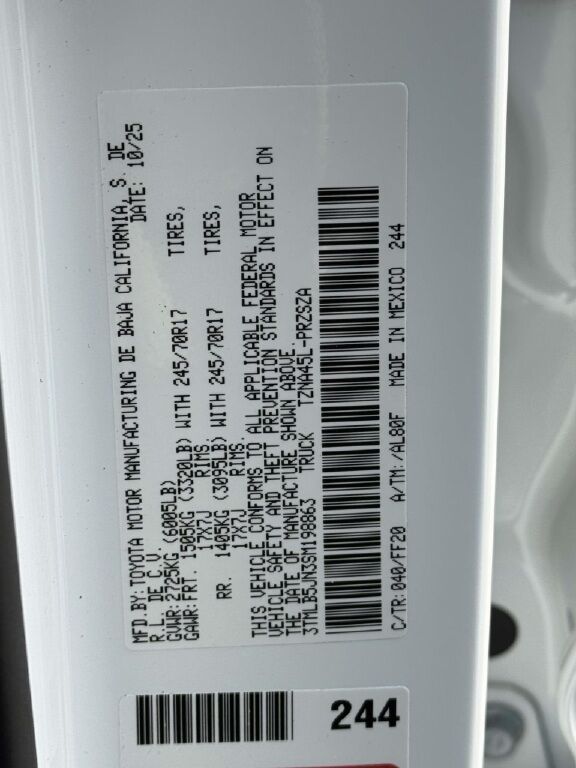 MFD.BY:TOYOTA MOTOR MANUFACTURING DE BAJA CALIFORNIA, S. DE
R.L. DE C.V. DATE: 10/25
GVWR:2725KG (6005LB)
GAWR:FRT. 1505KG (3320LB) WITH 245/70R17 TIRES,
17X7J RIMS.
RR. 1405KG (3095LB) WITH 245/70R17 TIRES,
17X7J RIMS.
THIS VEHICLE CONFORMS TO ALL APPLICABLE FEDERAL MOTOR
VEHICLE SAFETY AND THEFT PREVENTION STANDARDS IN EFFECT ON
THE DATE OF MANUFACTURE SHOWN ABOVE.
3TMLB5JN3SM198863 TRUCK TZNA45L-PRZSZA
C/TR:040/FF20 A/TM:/AL80F MADE IN MEXICO 244
244